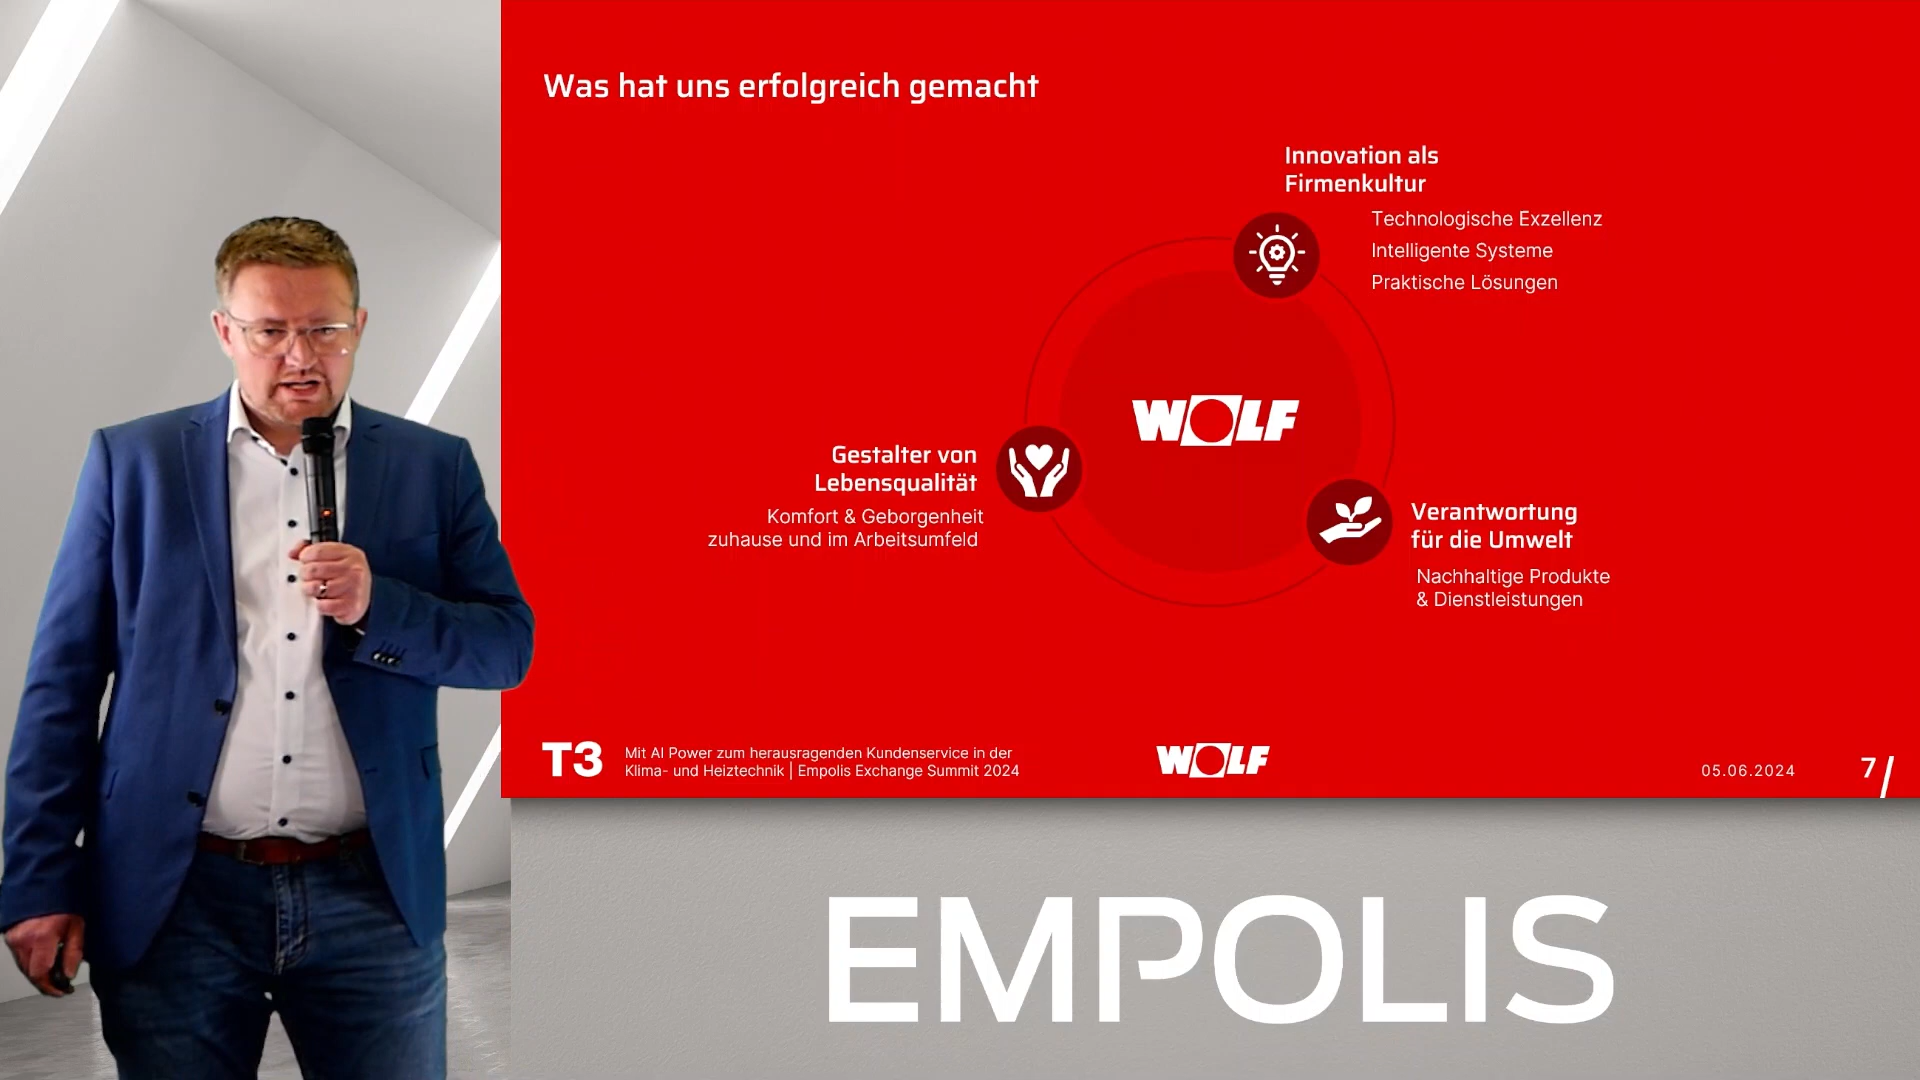 Was hat uns erfolgreich gemacht
Innovation als
Firmenkultur
Technologische Exzellenz
Intelligente Systeme
Praktische Lösungen
WOLF
Gestalter von
Lebensqualität
Komfort & Geborgenheit
zuhause und im Arbeitsumfeld
Verantwortung
für die Umwelt
Nachhaltige Produkte
& Dienstleistungen
T3
Mit AI Power zum herausragenden Kundenservice in der
Klima- und Heiztechnik | Empolis Exchange Summit 2024
WOLF
05.06.2024
7/
EMPOLIS